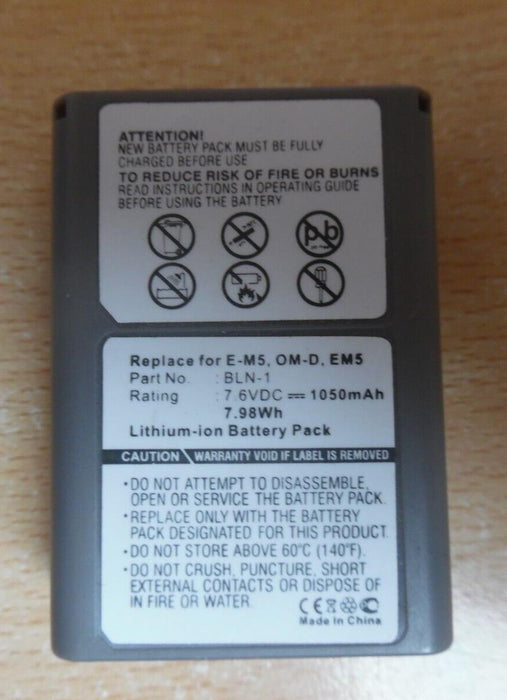 ATTENTION!
NEW BATTERY PACK MUST BE FULLY
CHARGED BEFORE USE
TO REDUCE RISK OF FIRE OR BURNS
READ INSTRUCTIONS IN OPERATING GUIDE
BEFORE USING THE BATTERY
pb
Replace for E-M5, OM-D, EM5
Part No : BLN-1
Rating : 7.6VDC ⎓ 1050mAh
7.98Wh
Lithium-ion Battery Pack
CAUTION WARRANTY VOID IF LABEL IS REMOVED
• DO NOT ATTEMPT TO DISASSEMBLE,
OPEN OR SERVICE THE BATTERY PACK.
• REPLACE ONLY WITH THE BATTERY
PACK DESIGNATED FOR THIS PRODUCT.
• DO NOT STORE ABOVE 60°C (140°F).
• DO NOT CRUSH, PUNCTURE, SHORT
EXTERNAL CONTACTS OR DISPOSE OF
IN FIRE OR WATER.
CE
Made in China